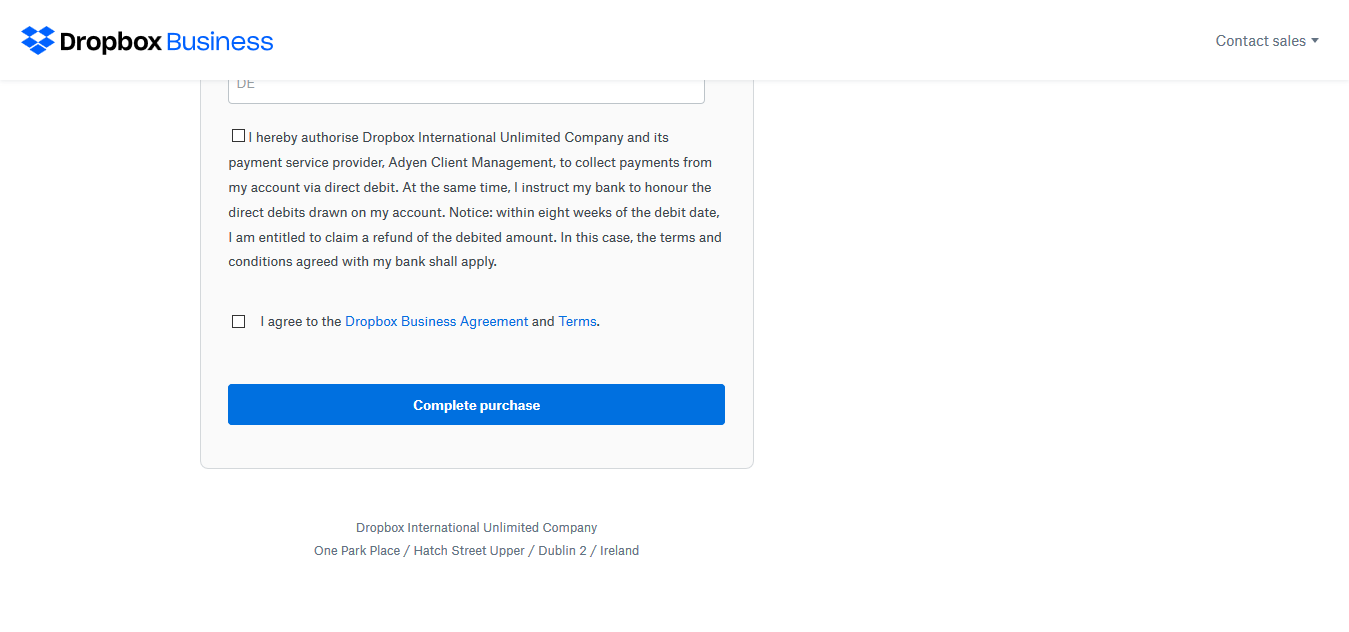 Dropbox Business
Contact sales
DE
I hereby authorise Dropbox International Unlimited Company and its
payment service provider, Adyen Client Management, to collect payments from
my account via direct debit. At the same time, I instruct my bank to honour the
direct debits drawn on my account. Notice: within eight weeks of the debit date,
I am entitled to claim a refund of the debited amount. In this case, the terms and
conditions agreed with my bank shall apply.
I agree to the Dropbox Business Agreement and Terms.
Complete purchase
Dropbox International Unlimited Company
One Park Place / Hatch Street Upper / Dublin 2 / Ireland